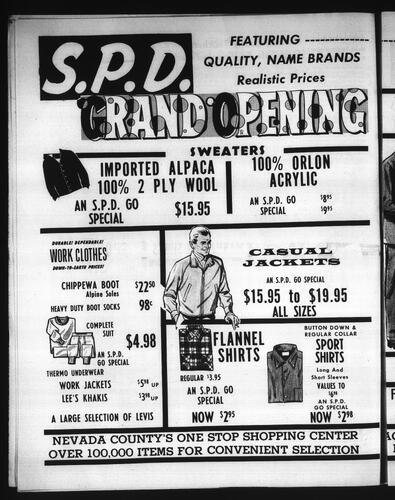 S.P.D.
FEATURING
QUALITY, NAME BRANDS
Realistic Prices
GRAND OPENING
SWEATERS
IMPORTED ALPACA
100% 2 PLY WOOL
AN S.P.D. GO
SPECIAL
$15.95
100% ORLON
ACRYLIC
AN S.P.D. GO
SPECIAL
$8.95
$9.95
DURABLE! DEPENDABLE!
WORK CLOTHES
DOWN-TO-EARTH PRICES!
CHIPPEWA BOOT $22.50
Alpine Soles
HEAVY DUTY BOOT SOCKS 98¢
COMPLETE
SUIT
$4.98
AN S.P.D.
GO SPECIAL
THERMO UNDERWEAR
WORK JACKETS $5.98 UP
LEE'S KHAKIS $3.98 UP
A LARGE SELECTION OF LEVIS
CASUAL
JACKETS
AN S.P.D. GO SPECIAL
$15.95 to $19.95
ALL SIZES
FLANNEL
SHIRTS
REGULAR $3.95
AN S.P.D. GO
SPECIAL
NOW $2.95
BUTTON DOWN &
REGULAR COLLAR
SPORT
SHIRTS
Long And
Short Sleeves
VALUES TO
AN S.P.D.
GO SPECIAL
NOW $2.98
NEVADA COUNTY'S ONE STOP SHOPPING CENTER
OVER 100,000 ITEMS FOR CONVENIENT SELECTION